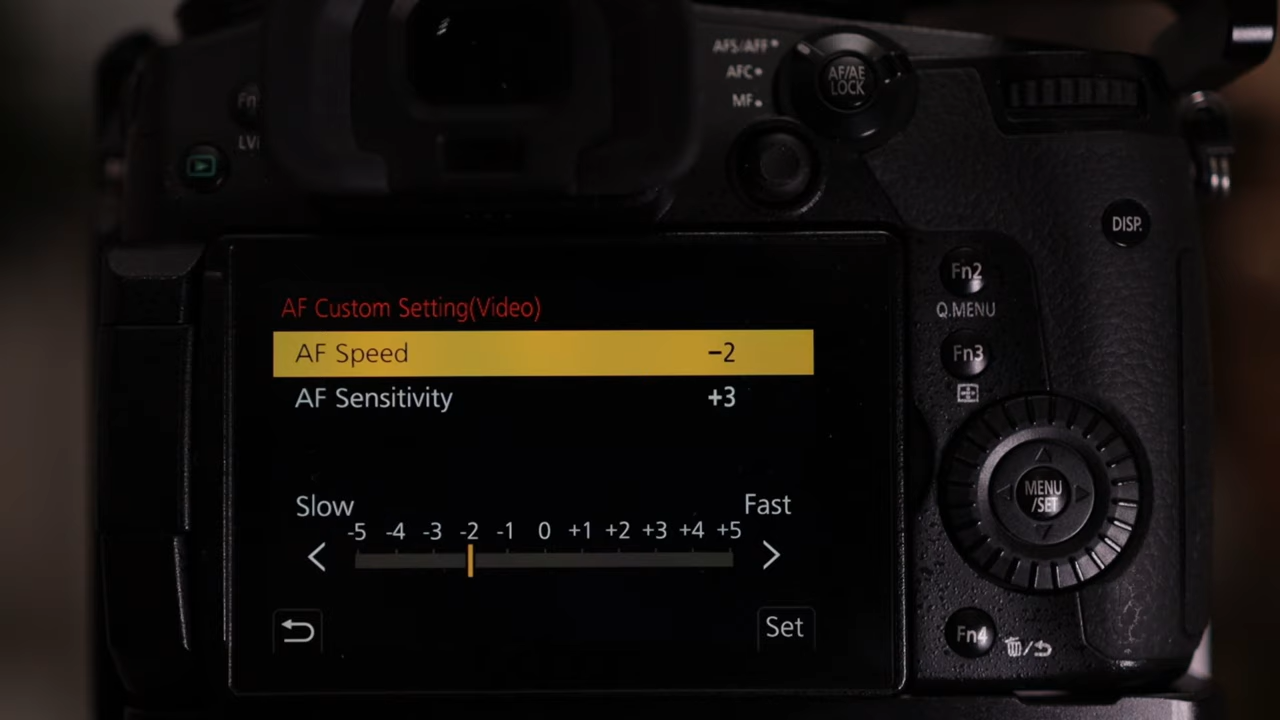 AFS/AFF
AFC
MF
AF/AE
LOCK
Fn
LV
DISP.
Fn2
Q.MENU
Fn3
AF Custom Setting(Video)
AF Speed -2
AF Sensitivity +3
Slow Fast
-5 -4 -3 -2 -1 0 +1 +2 +3 +4 +5
MENU
/SET
Set
Fn4